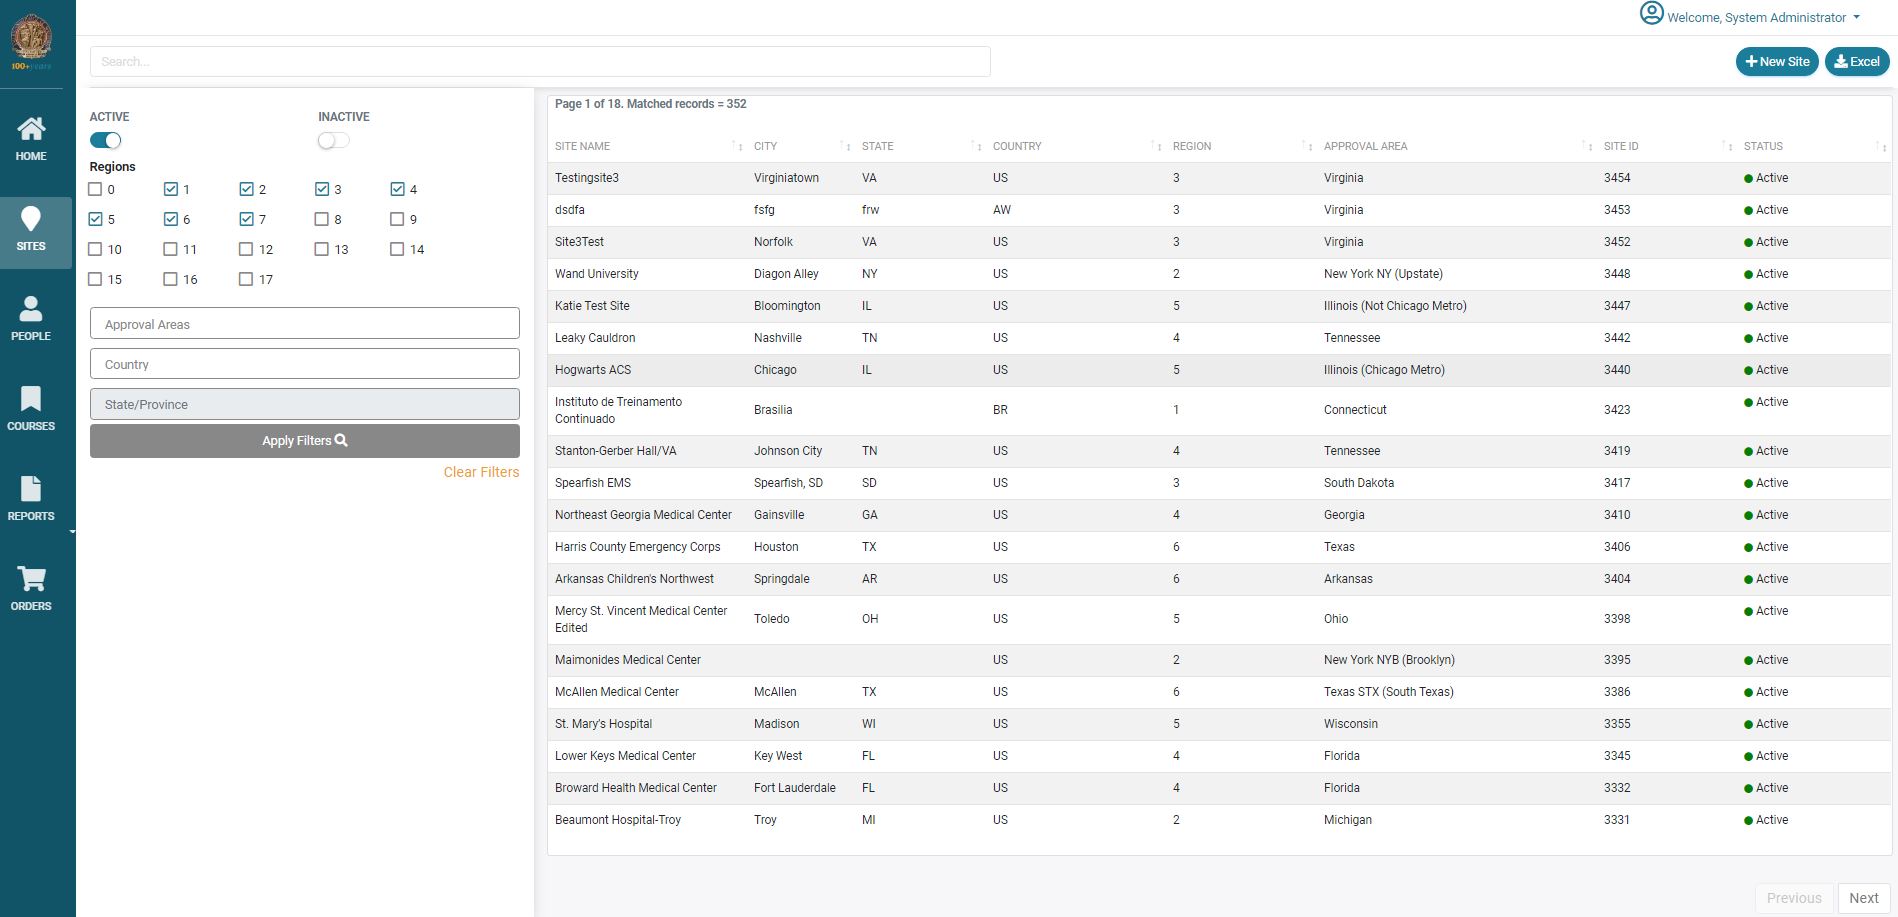 Welcome, System Administrator
100+years
Search...
New Site
Excel
HOME
SITES
PEOPLE
COURSES
REPORTS
ORDERS
ACTIVE
INACTIVE
Regions
0 1 2 3 4
5 6 7 8 9
10 11 12 13 14
15 16 17
Approval Areas
Country
State/Province
Apply Filters
Clear Filters
Page 1 of 18. Matched records = 352
SITE NAME CITY STATE COUNTRY REGION APPROVAL AREA SITE ID STATUS
Testingsite3 Virginiatown VA US 3 Virginia 3454 Active
dsdfa fsfg frw AW 3 Virginia 3453 Active
Site3Test Norfolk VA US 3 Virginia 3452 Active
Wand University Diagon Alley NY US 2 New York NY (Upstate) 3448 Active
Katie Test Site Bloomington IL US 5 Illinois (Not Chicago Metro) 3447 Active
Leaky Cauldron Nashville TN US 4 Tennessee 3442 Active
Hogwarts ACS Chicago IL US 5 Illinois (Chicago Metro) 3440 Active
Instituto de Treinamento
Continuado Brasilia BR 1 Connecticut 3423 Active
Stanton-Gerber Hall/VA Johnson City TN US 4 Tennessee 3419 Active
Spearfish EMS Spearfish, SD SD US 3 South Dakota 3417 Active
Northeast Georgia Medical Center Gainsville GA US 4 Georgia 3410 Active
Harris County Emergency Corps Houston TX US 6 Texas 3406 Active
Arkansas Children's Northwest Springdale AR US 6 Arkansas 3404 Active
Mercy St. Vincent Medical Center
Edited Toledo OH US 5 Ohio 3398 Active
Maimonides Medical Center US 2 New York NYB (Brooklyn) 3395 Active
McAllen Medical Center McAllen TX US 6 Texas STX (South Texas) 3386 Active
St. Mary's Hospital Madison WI US 5 Wisconsin 3355 Active
Lower Keys Medical Center Key West FL US 4 Florida 3345 Active
Broward Health Medical Center Fort Lauderdale FL US 4 Florida 3332 Active
Beaumont Hospital-Troy Troy MI US 2 Michigan 3331 Active
Previous Next